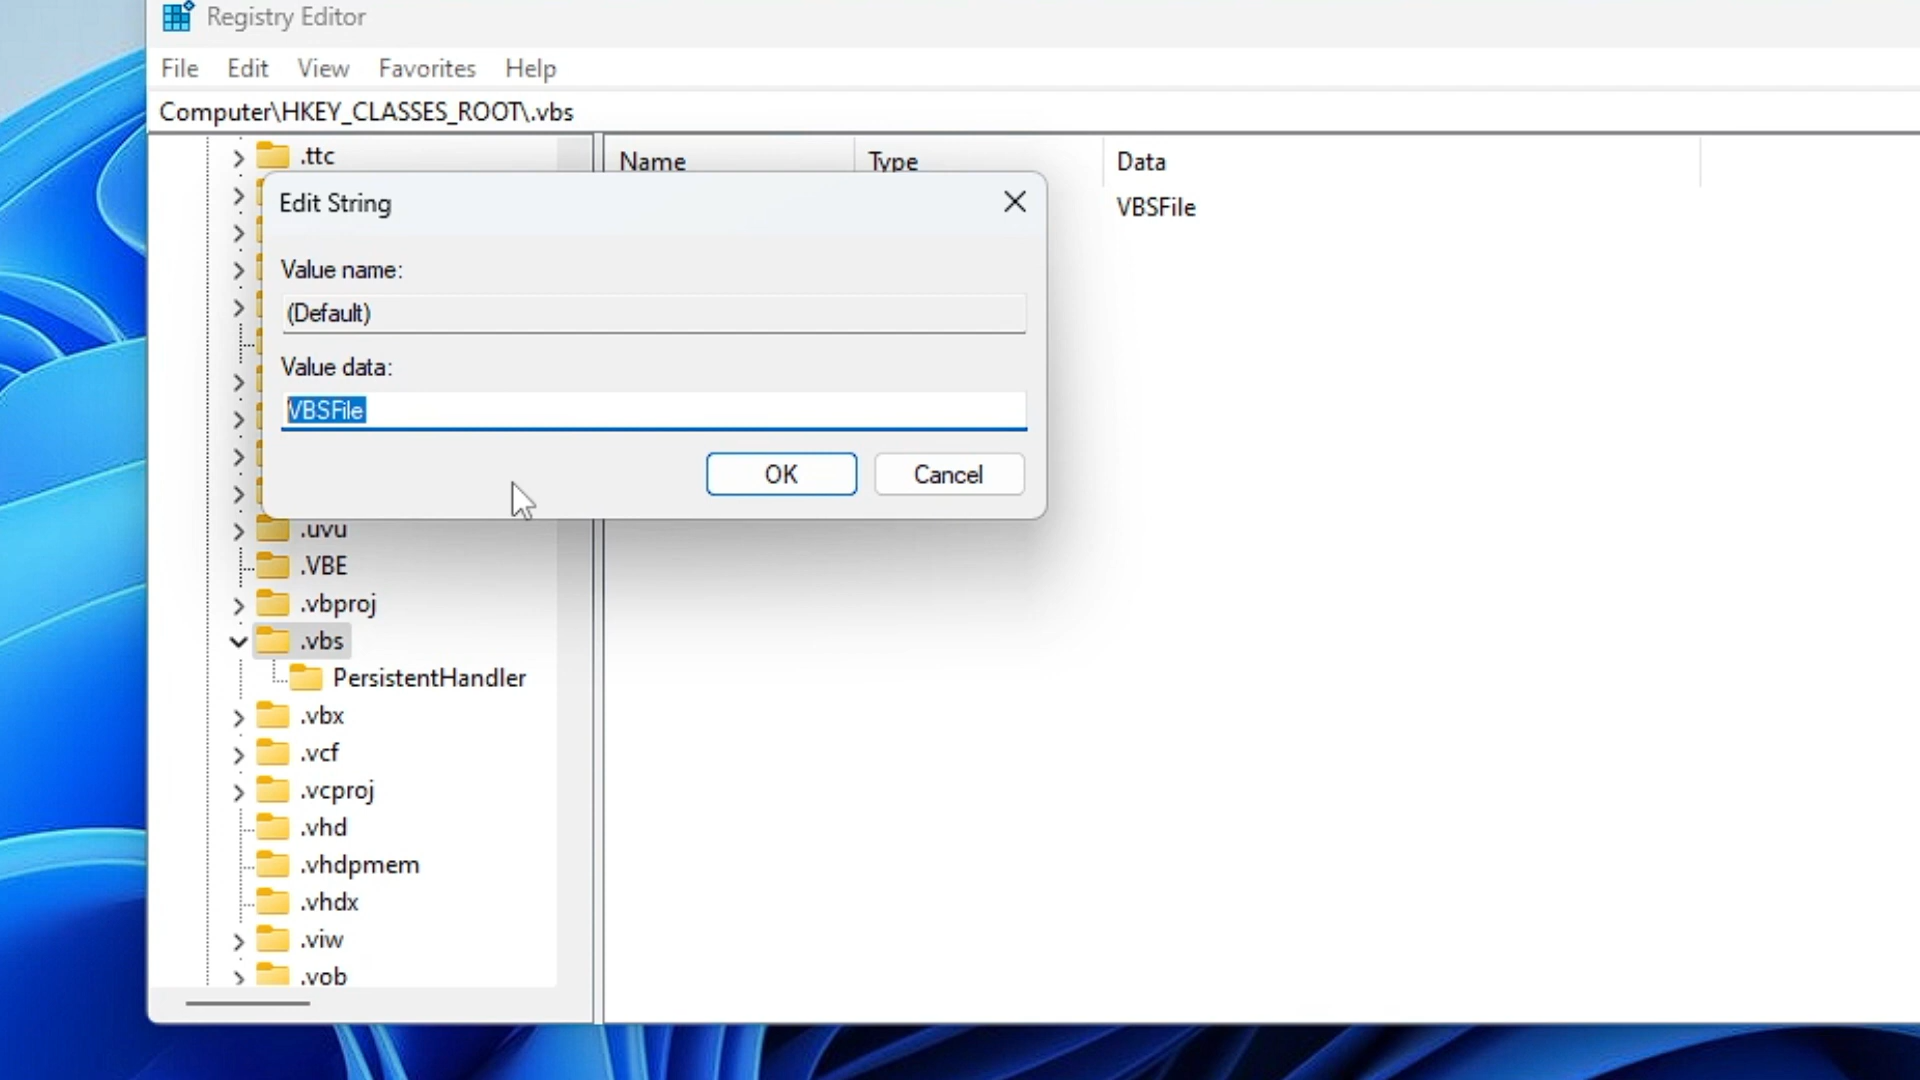 Registry Editor
File Edit View Favorites Help
Computer\HKEY_CLASSES_ROOT\.vbs
.ttc
Name Type Data
Edit String
VBSFile
Value name:
(Default)
Value data:
VBSFile
OK Cancel
.uvu
.VBE
.vbproj
.vbs
PersistentHandler
.vbx
.vcf
.vcproj
.vhd
.vhdpmem
.vhdx
.viw
.vob